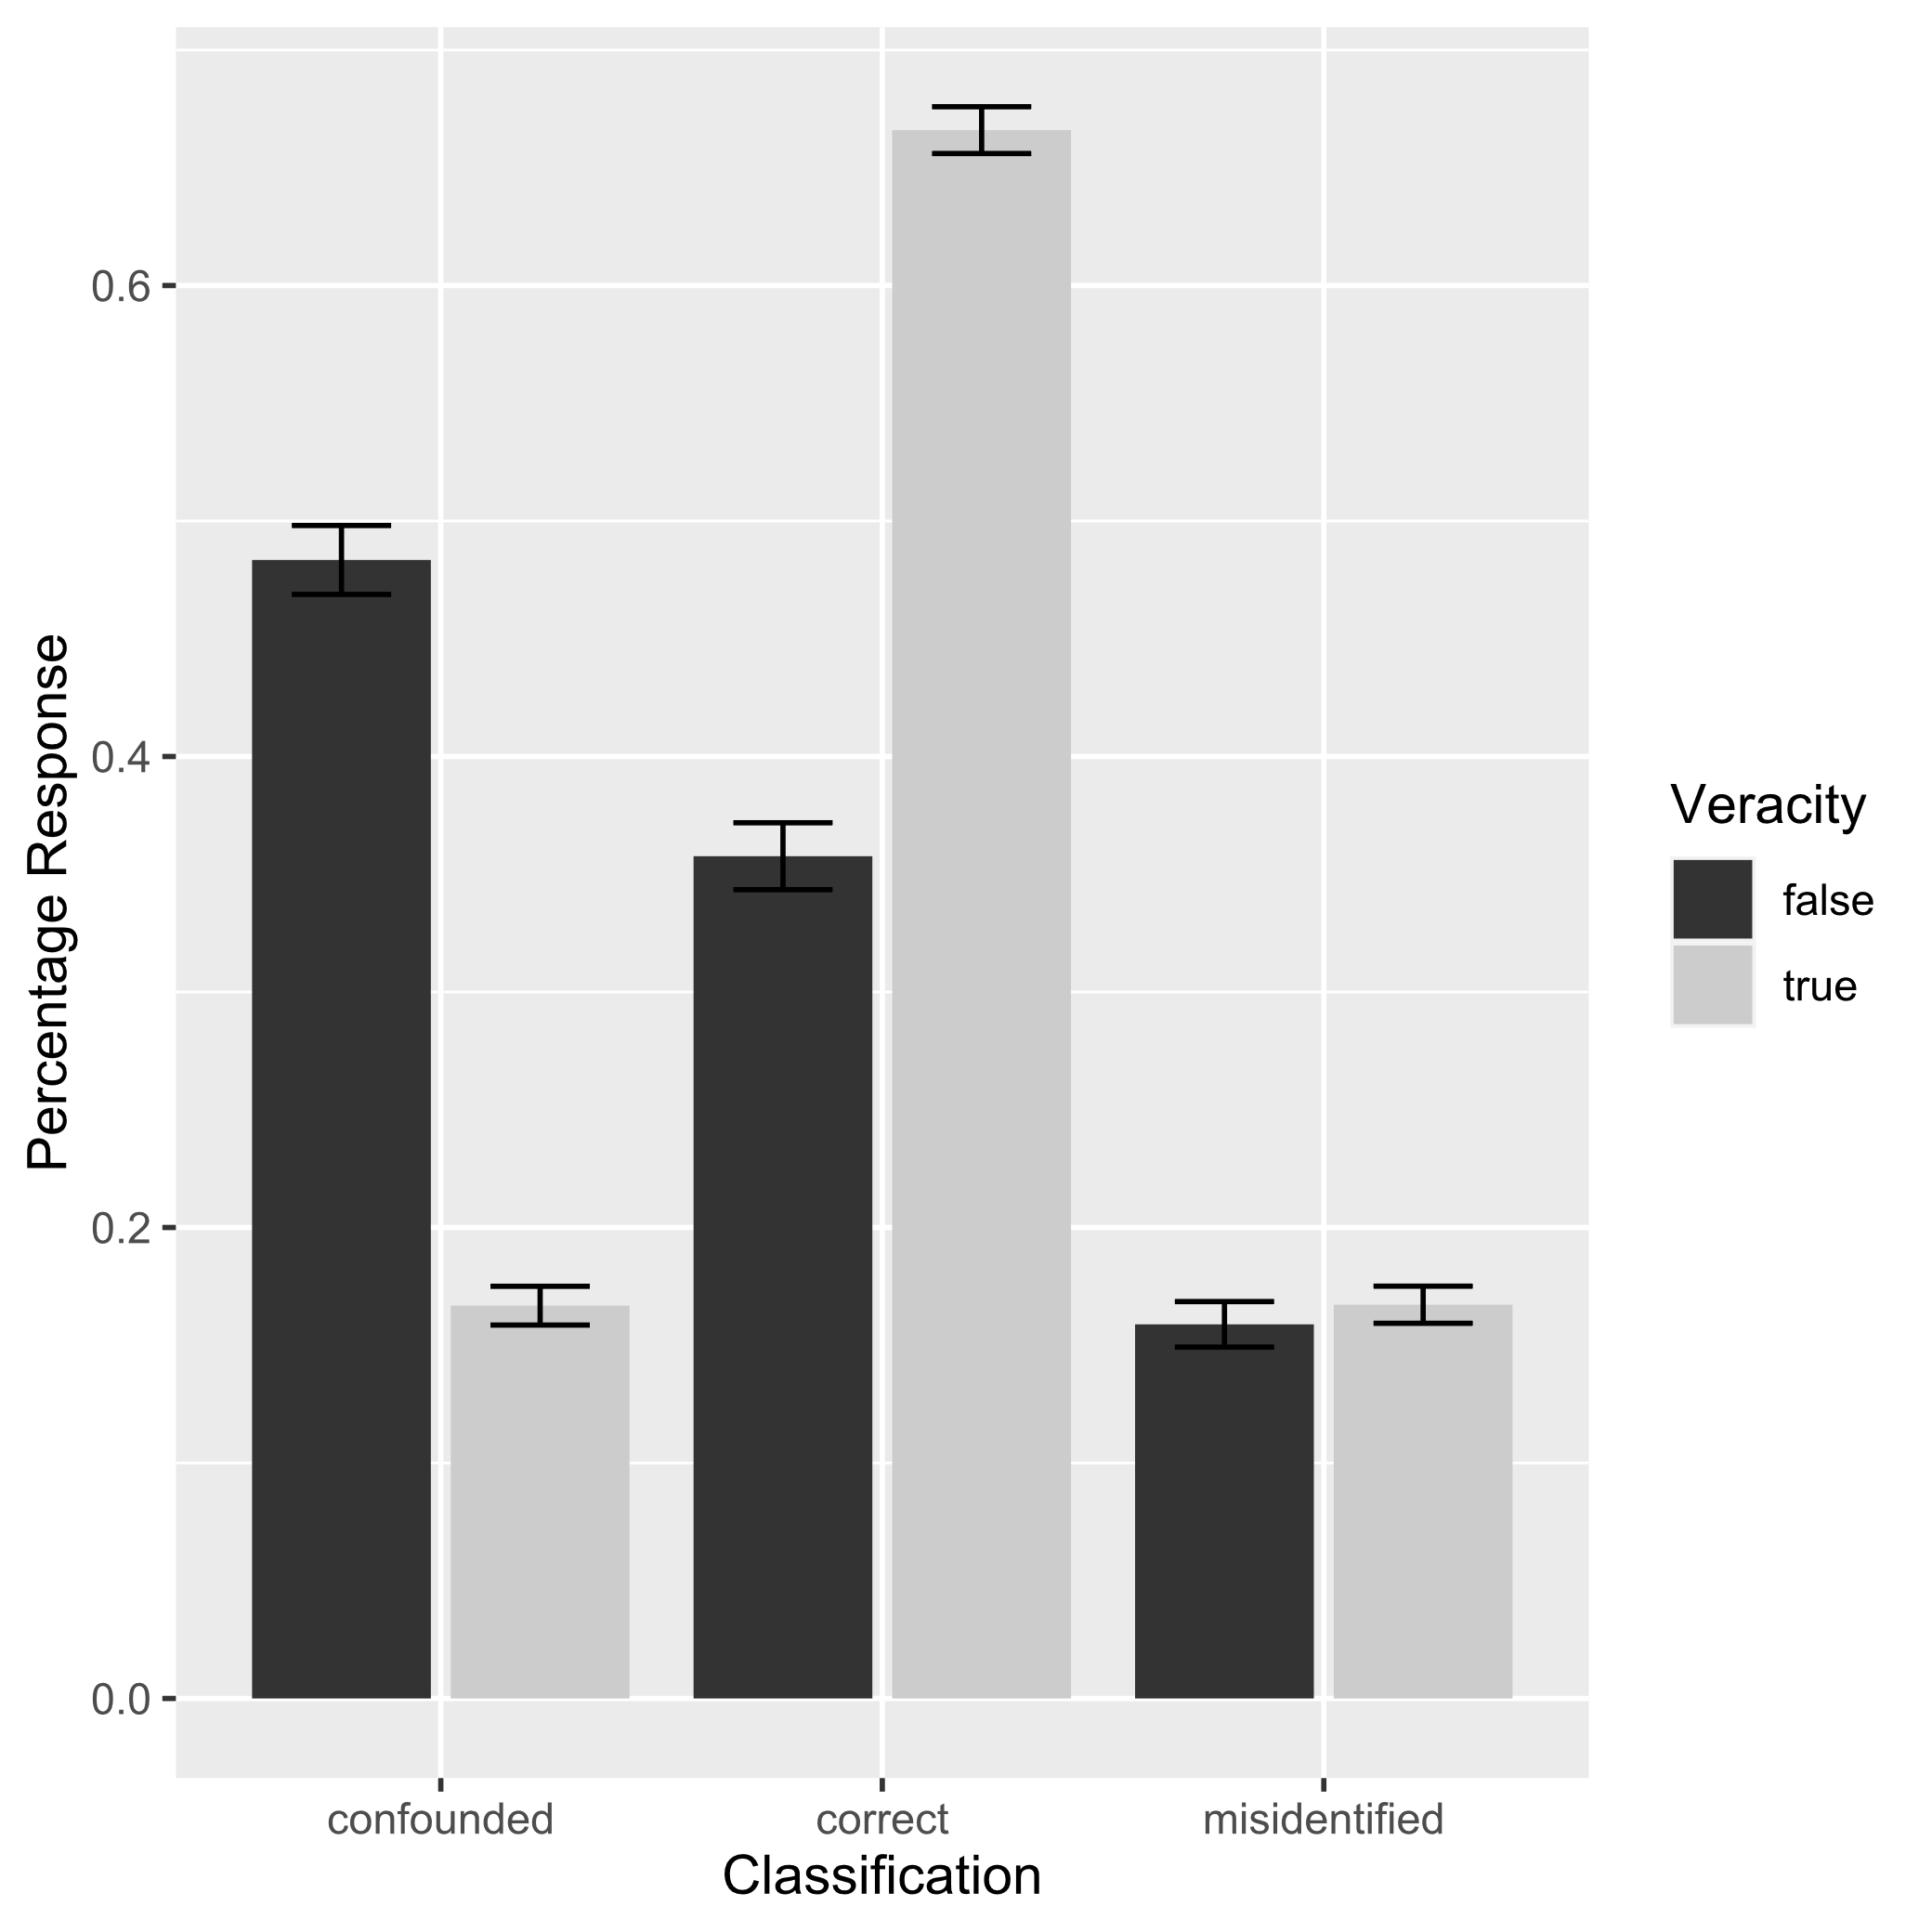 Percentage Response
0.6
0.4
0.2
0.0
confounded correct misidentified
Classification
Veracity
false
true